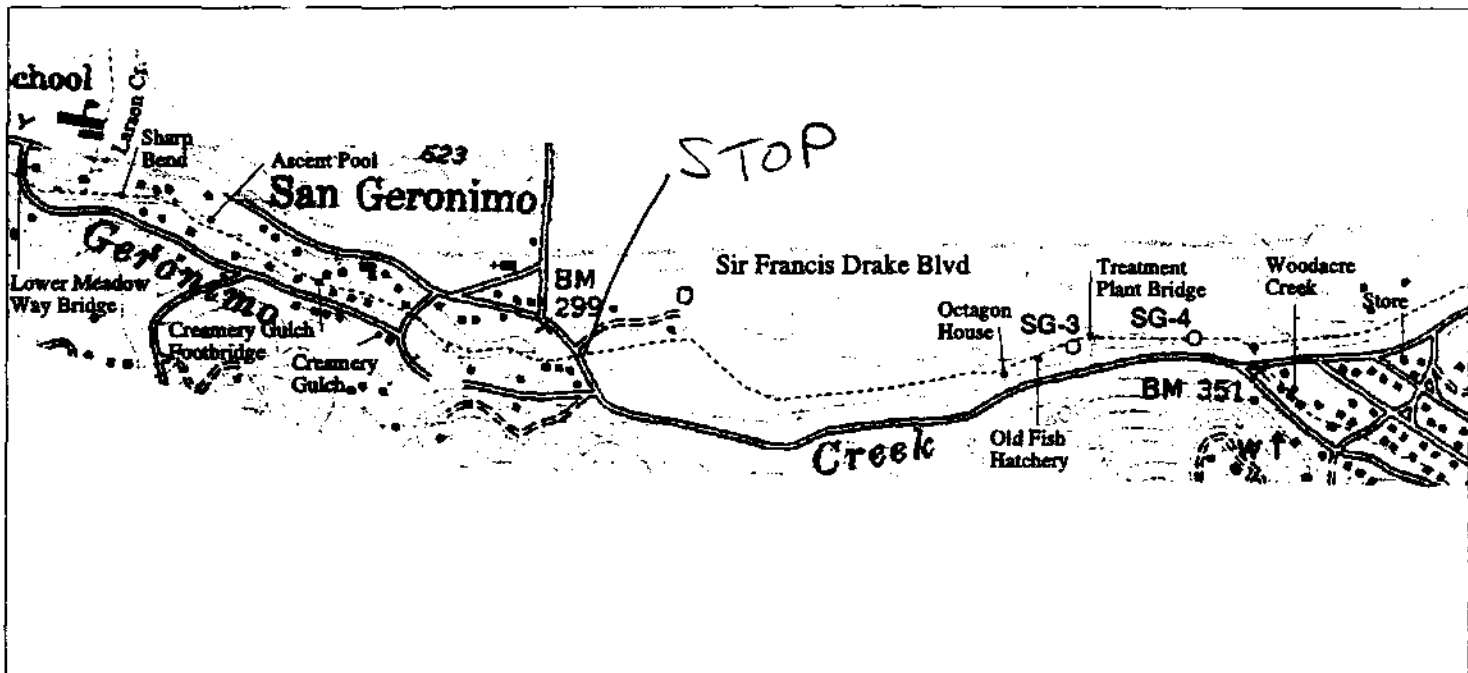 chool
Larsen Cr.
Sharp
Bend
Ascent Pool
523
STOP
San Geronimo
Geronimo
Lower Meadow
Way Bridge
Creamery Gulch
Footbridge
Creamery
Gulch
BM
299
Sir Francis Drake Blvd
Octagon
House
SG-3
Treatment
Plant Bridge
SG-4
Woodacre
Creek
Store
BM 351
Old Fish
Hatchery
Creek
W